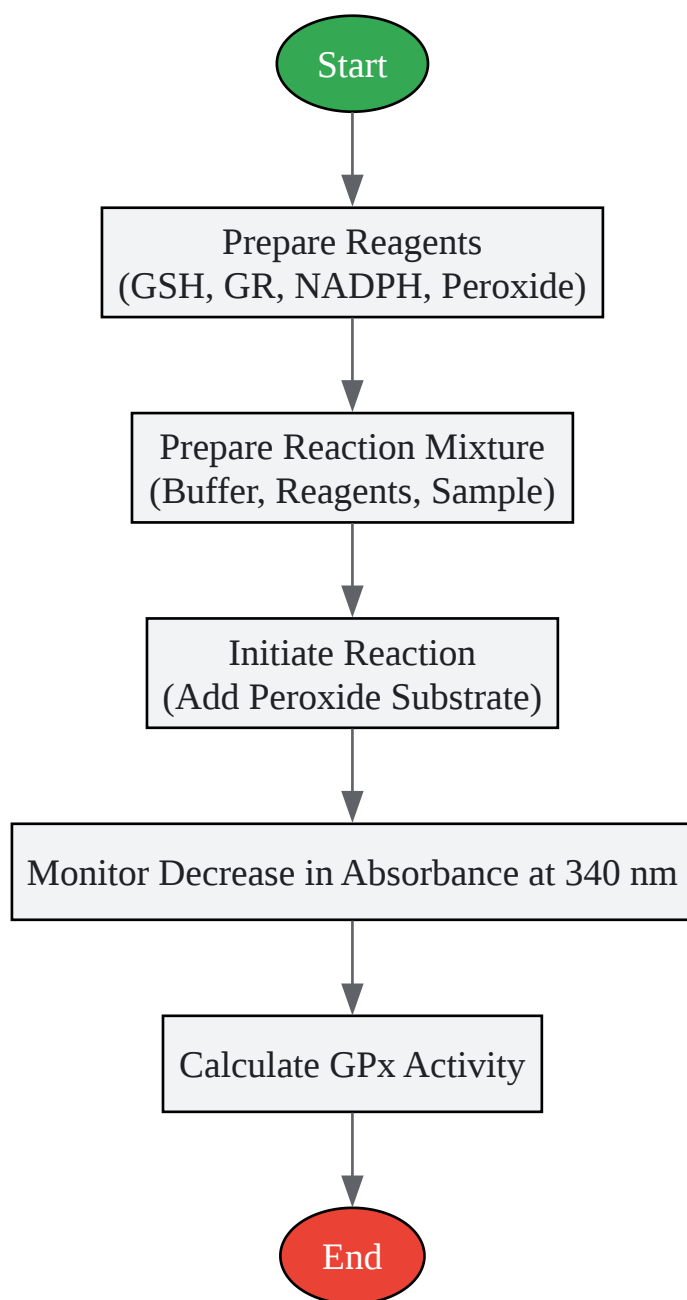 Start
Prepare Reagents
(GSH, GR, NADPH, Peroxide)
Prepare Reaction Mixture
(Buffer, Reagents, Sample)
Initiate Reaction
(Add Peroxide Substrate)
Monitor Decrease in Absorbance at 340 nm
Calculate GPx Activity
End